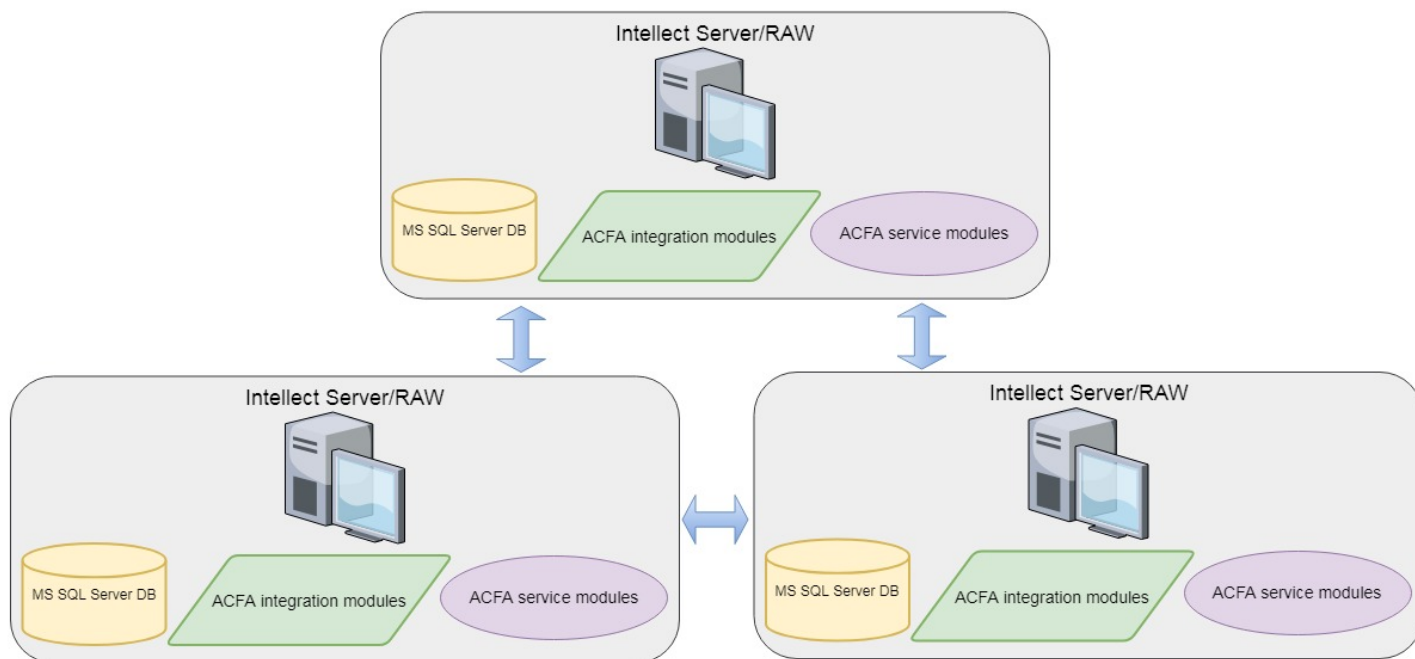 Intellect Server/RAW
MS SQL Server DB
ACFA integration modules
ACFA service modules
Intellect Server/RAW
MS SQL Server DB
ACFA integration modules
ACFA service modules
Intellect Server/RAW
MS SQL Server DB
ACFA integration modules
ACFA service modules